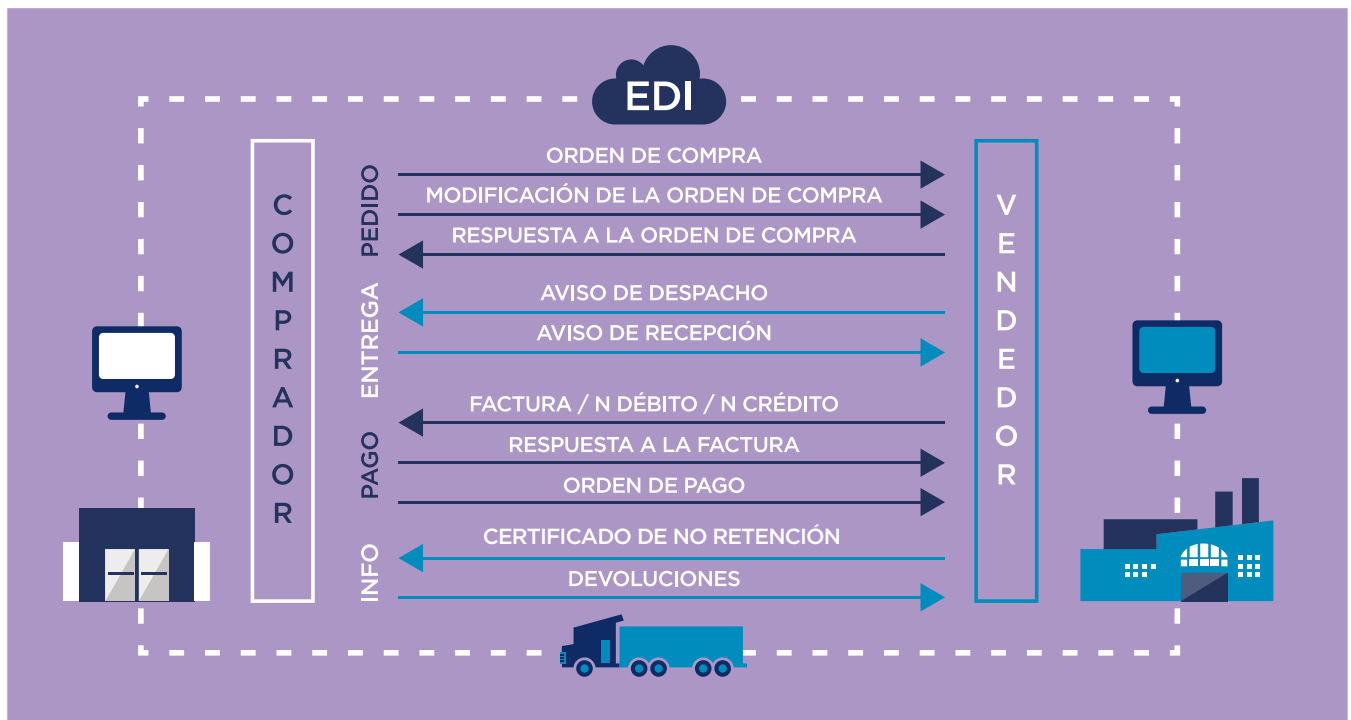 EDI
COMPRADOR
PEDIDO
ORDEN DE COMPRA
MODIFICACIÓN DE LA ORDEN DE COMPRA
RESPUESTA A LA ORDEN DE COMPRA
ENTREGA
AVISO DE DESPACHO
AVISO DE RECEPCIÓN
PAGO
FACTURA / N DÉBITO / N CRÉDITO
RESPUESTA A LA FACTURA
ORDEN DE PAGO
INFO
CERTIFICADO DE NO RETENCIÓN
DEVOLUCIONES
VENDEDOR